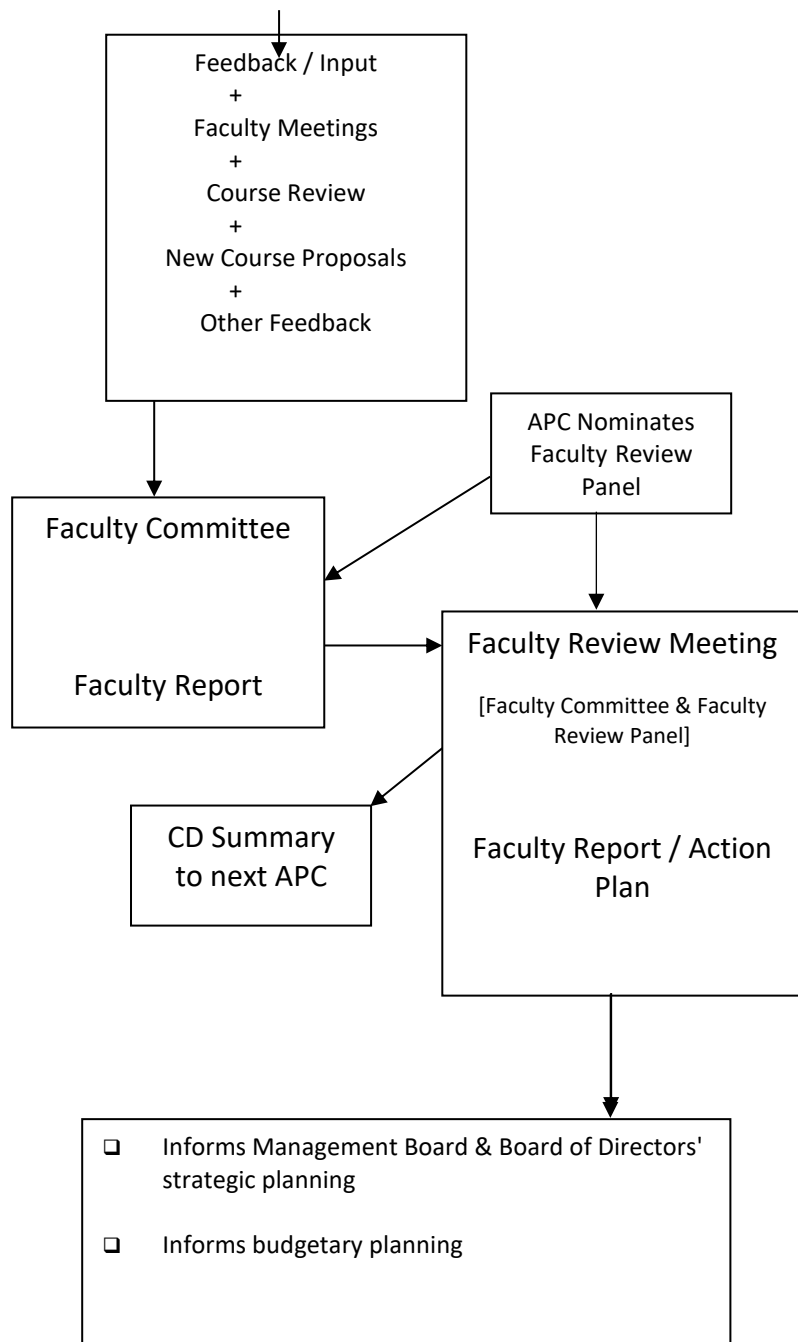 Feedback / Input
+
Faculty Meetings
+
Course Review
+
New Course Proposals
+
Other Feedback
APC Nominates
Faculty Review
Panel
Faculty Committee
Faculty Report
Faculty Review Meeting
[Faculty Committee & Faculty
Review Panel]
Faculty Report / Action
Plan
CD Summary
to next APC
❑ Informs Management Board & Board of Directors'
strategic planning
❑ Informs budgetary planning